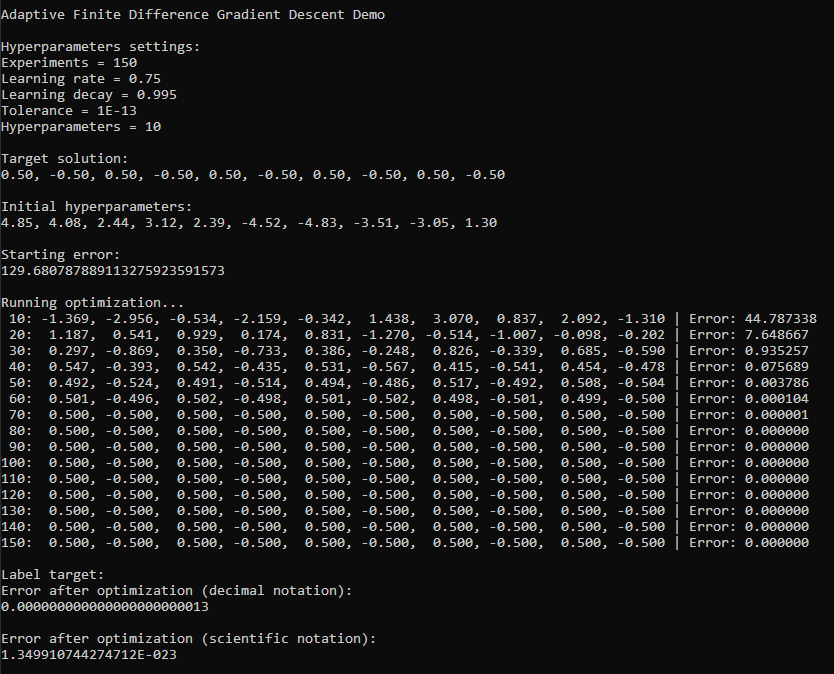 Adaptive Finite Difference Gradient Descent Demo
Hyperparameters settings:
Experiments = 150
Learning rate = 0.75
Learning decay = 0.995
Tolerance = 1E-13
Hyperparameters = 10
Target solution:
0.50, -0.50, 0.50, -0.50, 0.50, -0.50, 0.50, -0.50, 0.50, -0.50
Initial hyperparameters:
4.85, 4.08, 2.44, 3.12, 2.39, -4.52, -4.83, -3.51, -3.05, 1.30
Starting error:
129.680787889113275923591573
Running optimization...
10: -1.369, -2.956, -0.534, -2.159, -0.342, 1.438, 3.070, 0.837, 2.092, -1.310 | Error: 44.787338
20: 1.187, 0.541, 0.929, 0.174, 0.831, -1.270, -0.514, -1.007, -0.098, -0.202 | Error: 7.648667
30: 0.297, -0.869, 0.350, -0.733, 0.386, -0.248, 0.826, -0.339, 0.685, -0.590 | Error: 0.935257
40: 0.547, -0.393, 0.542, -0.435, 0.531, -0.567, 0.415, -0.541, 0.454, -0.478 | Error: 0.075689
50: 0.492, -0.524, 0.491, -0.514, 0.494, -0.486, 0.517, -0.492, 0.508, -0.504 | Error: 0.003786
60: 0.501, -0.496, 0.502, -0.498, 0.501, -0.502, 0.498, -0.501, 0.499, -0.500 | Error: 0.000104
70: 0.500, -0.500, 0.500, -0.500, 0.500, -0.500, 0.500, -0.500, 0.500, -0.500 | Error: 0.000001
80: 0.500, -0.500, 0.500, -0.500, 0.500, -0.500, 0.500, -0.500, 0.500, -0.500 | Error: 0.000000
90: 0.500, -0.500, 0.500, -0.500, 0.500, -0.500, 0.500, -0.500, 0.500, -0.500 | Error: 0.000000
100: 0.500, -0.500, 0.500, -0.500, 0.500, -0.500, 0.500, -0.500, 0.500, -0.500 | Error: 0.000000
110: 0.500, -0.500, 0.500, -0.500, 0.500, -0.500, 0.500, -0.500, 0.500, -0.500 | Error: 0.000000
120: 0.500, -0.500, 0.500, -0.500, 0.500, -0.500, 0.500, -0.500, 0.500, -0.500 | Error: 0.000000
130: 0.500, -0.500, 0.500, -0.500, 0.500, -0.500, 0.500, -0.500, 0.500, -0.500 | Error: 0.000000
140: 0.500, -0.500, 0.500, -0.500, 0.500, -0.500, 0.500, -0.500, 0.500, -0.500 | Error: 0.000000
150: 0.500, -0.500, 0.500, -0.500, 0.500, -0.500, 0.500, -0.500, 0.500, -0.500 | Error: 0.000000
Label target:
Error after optimization (decimal notation):
0.000000000000000000000013
Error after optimization (scientific notation):
1.349910744274712E-023